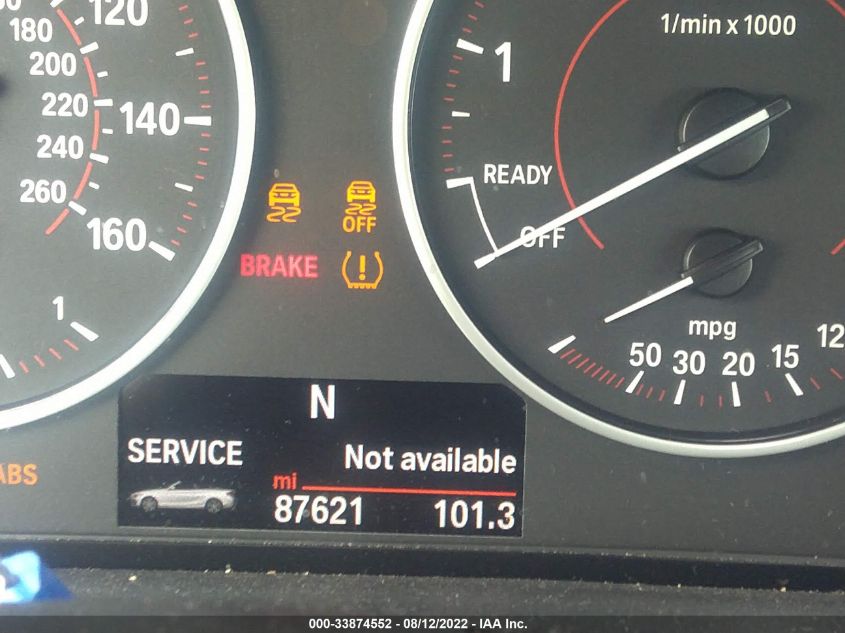 120
180
200
220
140
240
260
160
1
1/min x 1000
1
READY
OFF
OFF
BRAKE
mpg
50 30 20 15 12
N
SERVICE
Not available
mi
87621 101.3
ABS
000-33874552 - 08/12/2022 - IAA Inc.